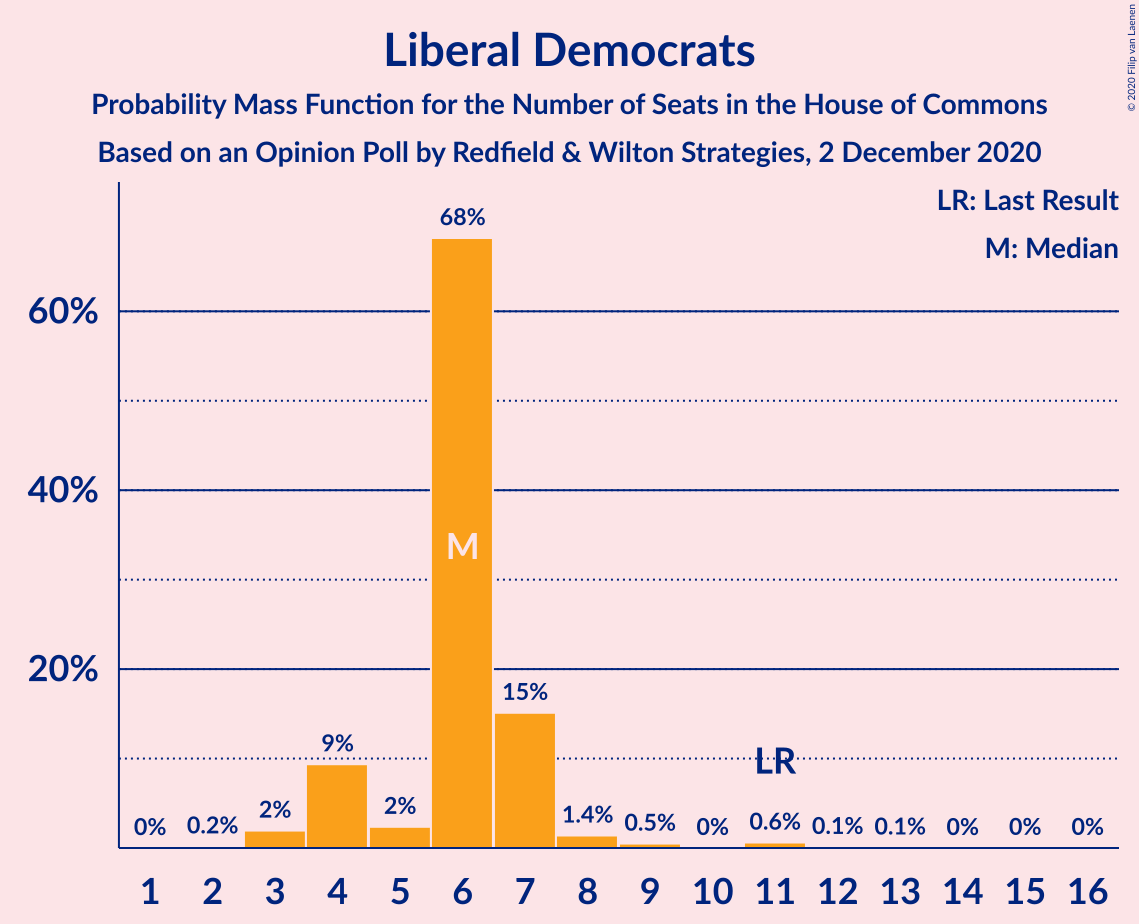 Liberal Democrats
Probability Mass Function for the Number of Seats in the House of Commons
Based on an Opinion Poll by Redfield & Wilton Strategies, 2 December 2020
© 2020 Filip van Laenen
LR: Last Result
M: Median
60%
40%
20%
0%
0.2%
2%
9%
2%
68%
15%
1.4%
0.5%
0%
0.6%
0.1%
0.1%
0%
0%
0%
M
LR
1 2 3 4 5 6 7 8 9 10 11 12 13 14 15 16